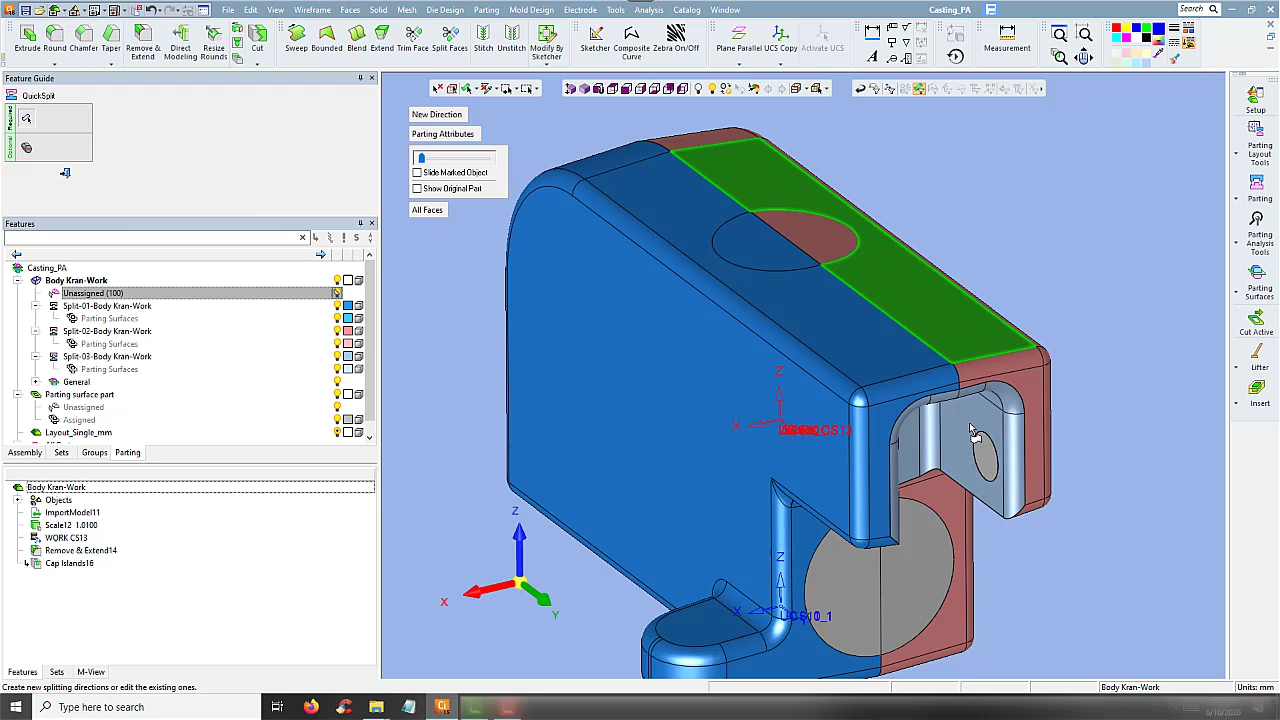 File Edit View Wireframe Faces Solid Mesh Die Design Parting Mold Design Electrode Tools Analysis Catalog Window
Casting_PA
Search
Extrude Round Chamfer Taper
Remove & Extend
Direct Modeling
Resize Rounds
Cut
Sweep Bounded Blend Extend
Stitch Unstitch
Modify By Sketcher
Sketcher
Composite Curve
Zebra On/Off
Plane Parallel UCS Copy
Activate UCS
Measurement
Feature Guide
QuickSplit
Required
Optional
New Direction
Parting Attributes
Slide Marked Object
Show Original Part
All Faces
Features
Casting_PA
Body Kran-Work
Unassigned (100)
Split-01-Body Kran-Work
Parting Surfaces
Split-02-Body Kran-Work
Parting Surfaces
Split-03-Body Kran-Work
Parting Surfaces
General
Parting surface part
Unassigned
Assigned
Layout_Single_mm
Assembly Sets Groups Parting
Body Kran-Work
Objects
ImportModel11
Scale12 1.0100
WORK CS13
Remove & Extend14
Cap Islands16
Features Sets M-View
Z
X
Z
X
UCS10_1
Z
X
Y
Setup
Parting Layout Tools
Parting
Parting Analysis Tools
Parting Surfaces
Cut Active
Lifter
Insert
Create new splitting directions or edit the existing ones.
Body Kran-Work
Units: mm
Type here to search
6/10/2020